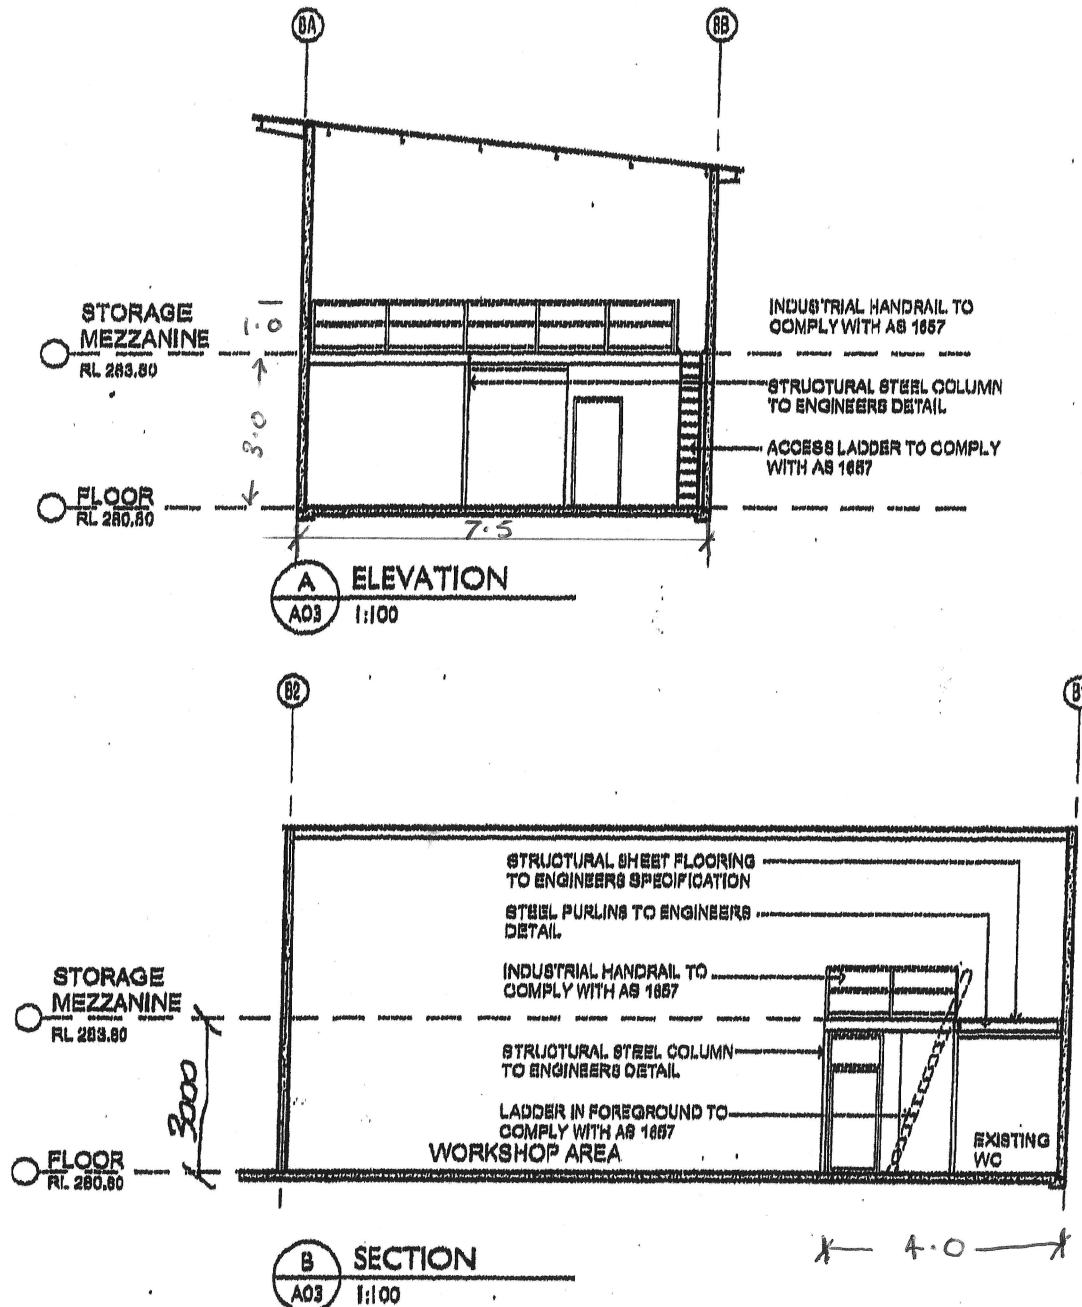 BA
BB
STORAGE
MEZZANINE
RL 283.80
1.0
3.0
FLOOR
RL 280.80
7.5
INDUSTRIAL HANDRAIL TO
COMPLY WITH AS 1657
STRUCTURAL STEEL COLUMN
TO ENGINEERS DETAIL
ACCESS LADDER TO COMPLY
WITH AS 1657
A
A03
ELEVATION
1:100
B2
STRUCTURAL SHEET FLOORING
TO ENGINEERS SPECIFICATION
STEEL PURLINS TO ENGINEERS
DETAIL
INDUSTRIAL HANDRAIL TO
COMPLY WITH AS 1657
STORAGE
MEZZANINE
RL 283.80
3000
STRUCTURAL STEEL COLUMN
TO ENGINEERS DETAIL
LADDER IN FOREGROUND TO
COMPLY WITH AS 1657
WORKSHOP AREA
EXISTING
WC
FLOOR
RL 280.80
4.0
B
A03
SECTION
1:100